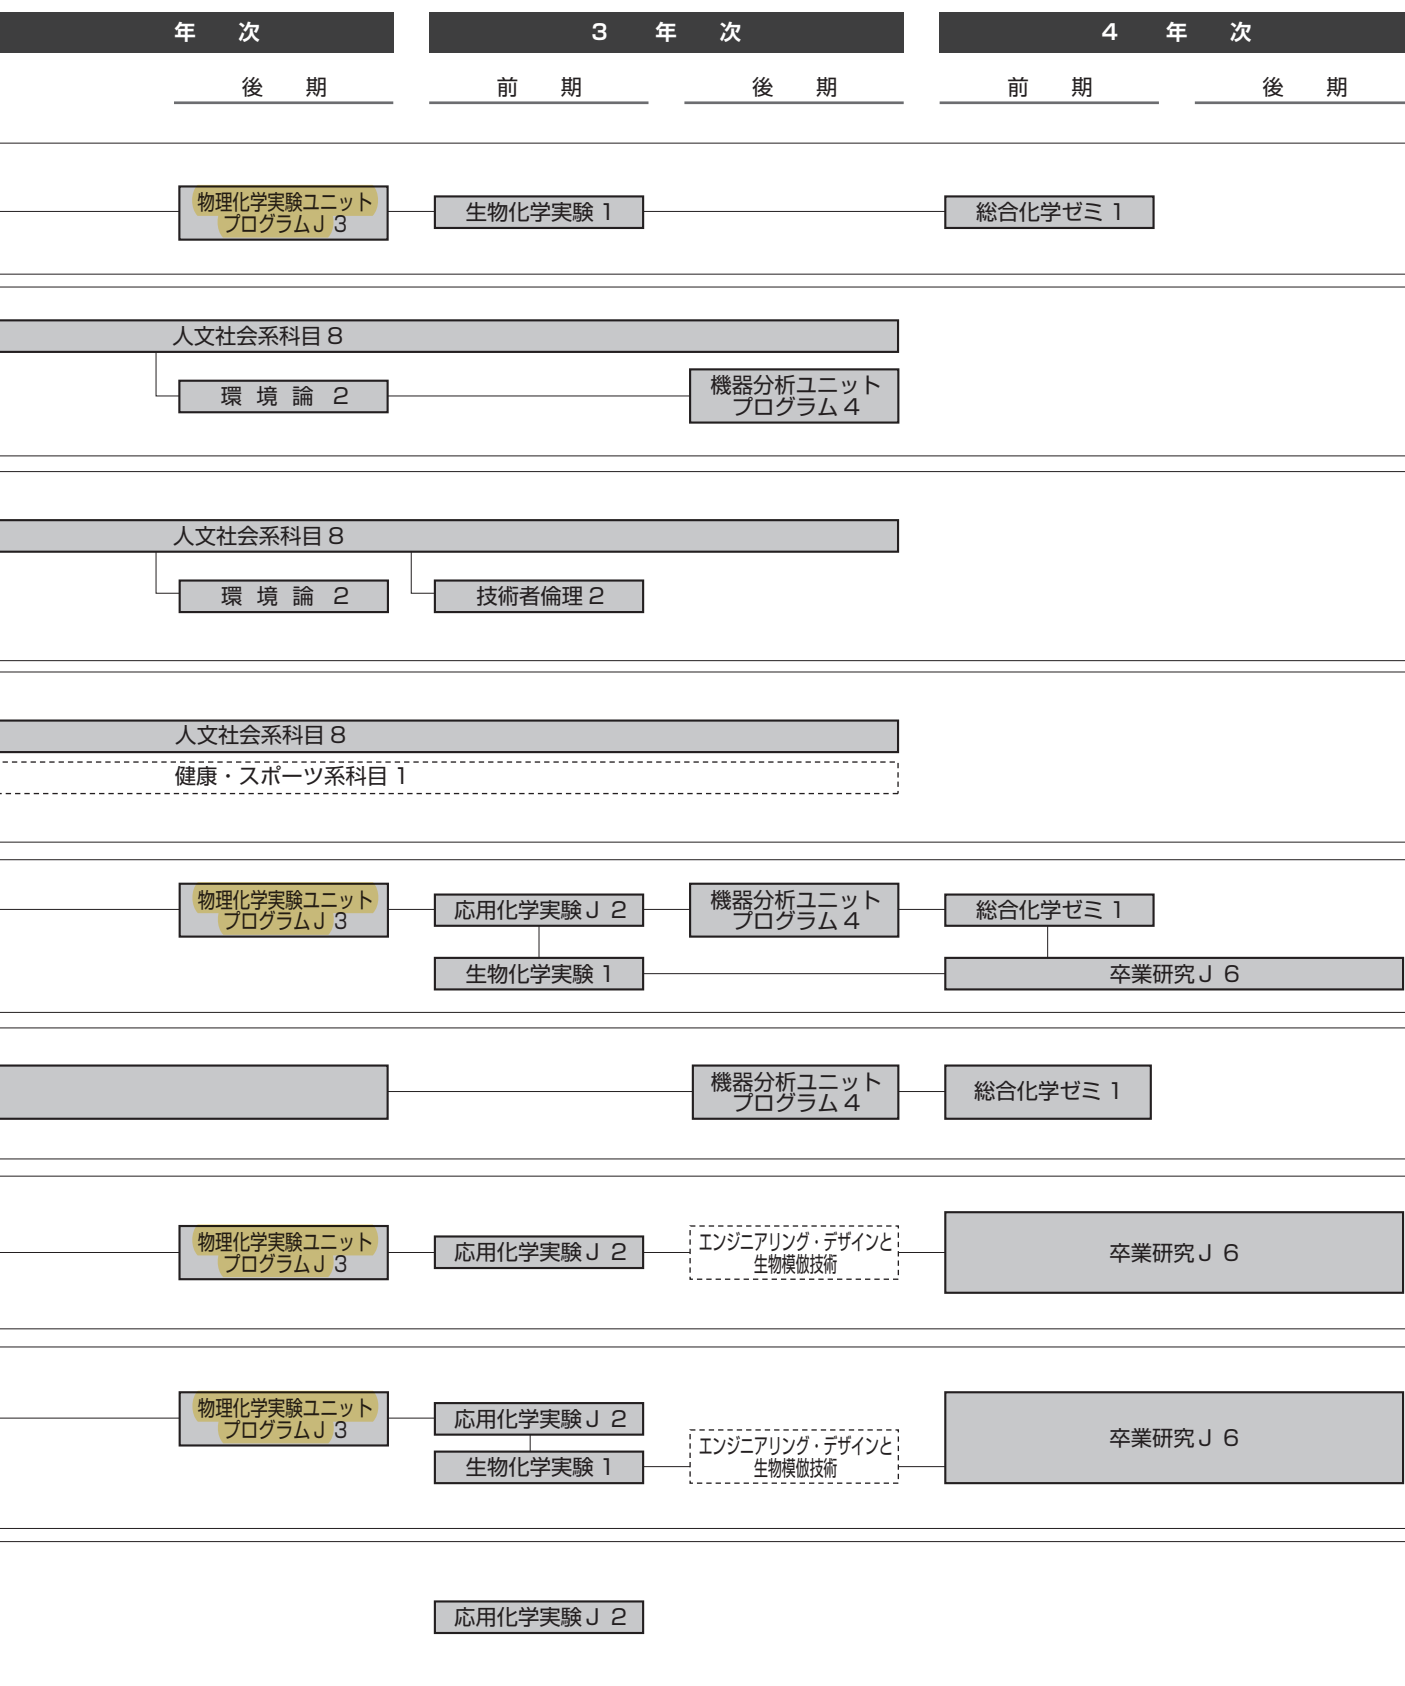 年 次
3 年 次
4 年 次
後 期
前 期
後 期
前 期
後 期
物理化学実験ユニット
プログラムJ 3
生物化学実験 1
総合化学ゼミ 1
人文社会系科目 8
環 境 論 2
機器分析ユニット
プログラム 4
人文社会系科目 8
環 境 論 2
技術者倫理 2
人文社会系科目 8
健康・スポーツ系科目 1
物理化学実験ユニット
プログラムJ 3
応用化学実験J 2
機器分析ユニット
プログラム 4
総合化学ゼミ 1
生物化学実験 1
卒業研究J 6
機器分析ユニット
プログラム 4
総合化学ゼミ 1
物理化学実験ユニット
プログラムJ 3
応用化学実験J 2
エンジニアリング・デザインと
生物模倣技術
卒業研究J 6
物理化学実験ユニット
プログラムJ 3
応用化学実験J 2
生物化学実験 1
エンジニアリング・デザインと
生物模倣技術
卒業研究J 6
応用化学実験J 2